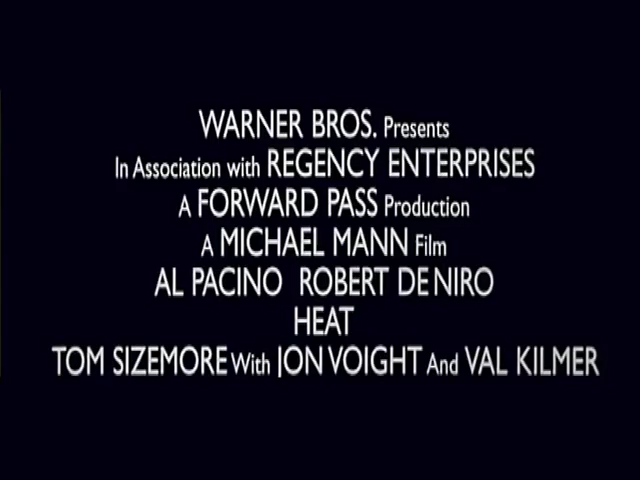 WARNER BROS. Presents
In Association with REGENCY ENTERPRISES
A FORWARD PASS Production
A MICHAEL MANN Film
AL PACINO ROBERT DE NIRO
HEAT
TOM SIZEMORE With JON VOIGHT And VAL KILMER